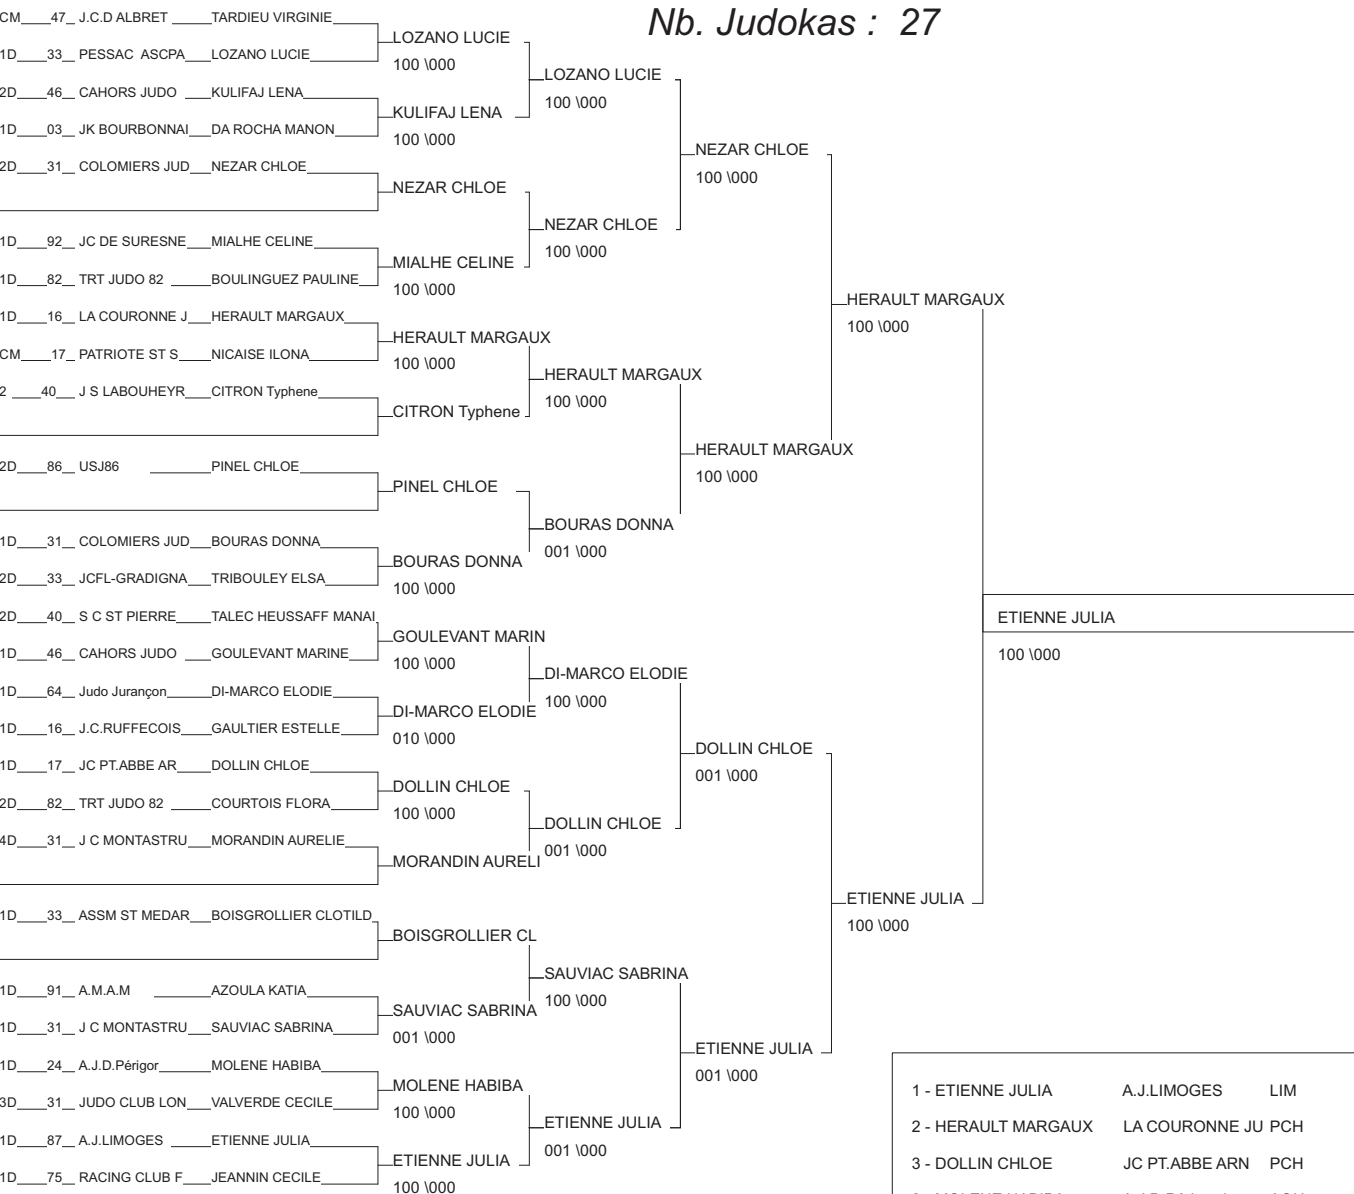 Nb. Judokas : 27
CM 47 J.C.D ALBRET TARDIEU VIRGINIE
1D 33 PESSAC ASCPA LOZANO LUCIE
2D 46 CAHORS JUDO KULIFAJ LENA
1D 03 JK BOURBONNAI DA ROCHA MANON
2D 31 COLOMIERS JUD NEZAR CHLOE
1D 92 JC DE SURESNE MIALHE CELINE
1D 82 TRT JUDO 82 BOULINGUEZ PAULINE
1D 16 LA COURONNE J HERAULT MARGAUX
CM 17 PATRIOTE ST S NICAISE ILONA
2 40 J S LABOUHEYR CITRON Typhene
2D 86 USJ86 PINEL CHLOE
1D 31 COLOMIERS JUD BOURAS DONNA
2D 33 JCFL-GRADIGNA TRIBOULEY ELSA
2D 40 S C ST PIERRE TALEC HEUSSAFF MANAI
1D 46 CAHORS JUDO GOULEVANT MARINE
1D 64 Judo Jurançon DI-MARCO ELODIE
1D 16 J.C.RUFFECOIS GAULTIER ESTELLE
1D 17 JC PT.ABBE AR DOLLIN CHLOE
2D 82 TRT JUDO 82 COURTOIS FLORA
4D 31 J C MONTASTRU MORANDIN AURELIE
1D 33 ASSM ST MEDAR BOISGROLLIER CLOTILD
1D 91 A.M.A.M AZOULA KATIA
1D 31 J C MONTASTRU SAUVIAC SABRINA
1D 24 A.J.D.Périgor MOLENE HABIBA
3D 31 JUDO CLUB LON VALVERDE CECILE
1D 87 A.J.LIMOGES ETIENNE JULIA
1D 75 RACING CLUB F JEANNIN CECILE
LOZANO LUCIE
100 \000
KULIFAJ LENA
100 \000
NEZAR CHLOE
MIALHE CELINE
100 \000
HERAULT MARGAUX
100 \000
CITRON Typhene
PINEL CHLOE
BOURAS DONNA
100 \000
GOULEVANT MARIN
100 \000
DI-MARCO ELODIE
010 \000
DOLLIN CHLOE
100 \000
MORANDIN AURELI
BOISGROLLIER CL
SAUVIAC SABRINA
001 \000
MOLENE HABIBA
100 \000
ETIENNE JULIA
100 \000
LOZANO LUCIE
100 \000
NEZAR CHLOE
100 \000
HERAULT MARGAUX
100 \000
BOURAS DONNA
001 \000
DI-MARCO ELODIE
100 \000
DOLLIN CHLOE
001 \000
SAUVIAC SABRINA
100 \000
ETIENNE JULIA
001 \000
NEZAR CHLOE
100 \000
HERAULT MARGAUX
100 \000
DOLLIN CHLOE
001 \000
ETIENNE JULIA
001 \000
HERAULT MARGAUX
100 \000
ETIENNE JULIA
100 \000
ETIENNE JULIA
100 \000
1 - ETIENNE JULIA A.J.LIMOGES LIM
2 - HERAULT MARGAUX LA COURONNE JU PCH
3 - DOLLIN CHLOE JC PT.ABBE ARN PCH